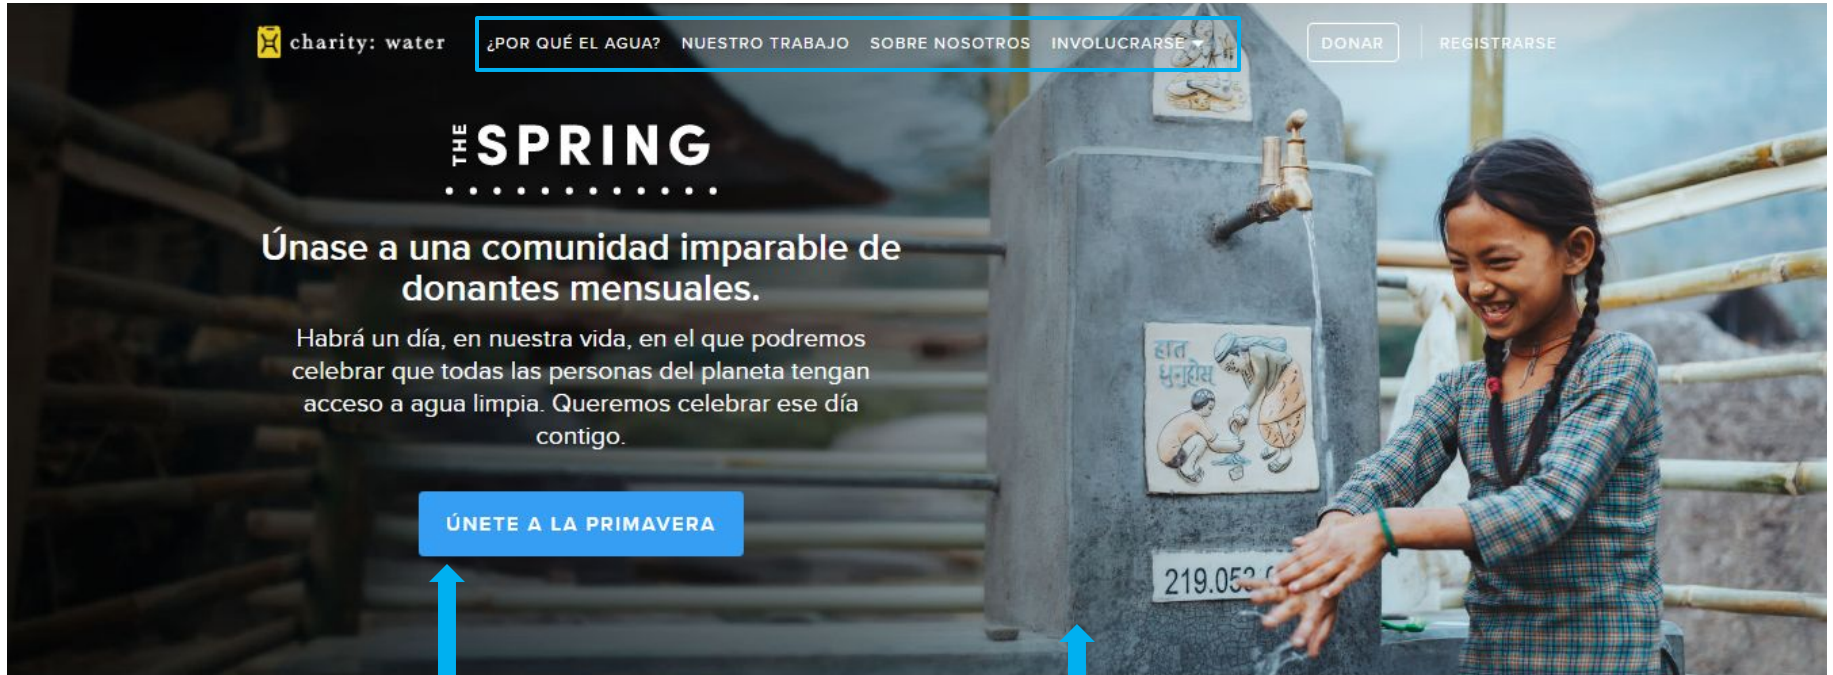 charity: water
¿POR QUÉ EL AGUA? NUESTRO TRABAJO SOBRE NOSOTROS INVOLUCRARSE
DONAR
REGISTRARSE
THE SPRING
Únase a una comunidad imparable de
donantes mensuales.
Habrá un día, en nuestra vida, en el que podremos
celebrar que todas las personas del planeta tengan
acceso a agua limpia. Queremos celebrar ese día
contigo.
ÚNETE A LA PRIMAVERA
हात
धुनुहोस्
219.053